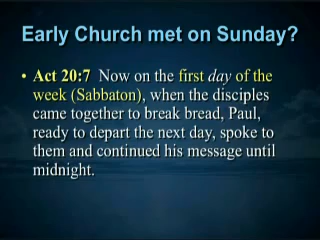 Early Church met on Sunday?
• Act 20:7 Now on the first day of the
week (Sabbaton), when the disciples
came together to break bread, Paul,
ready to depart the next day, spoke to
them and continued his message until
midnight.